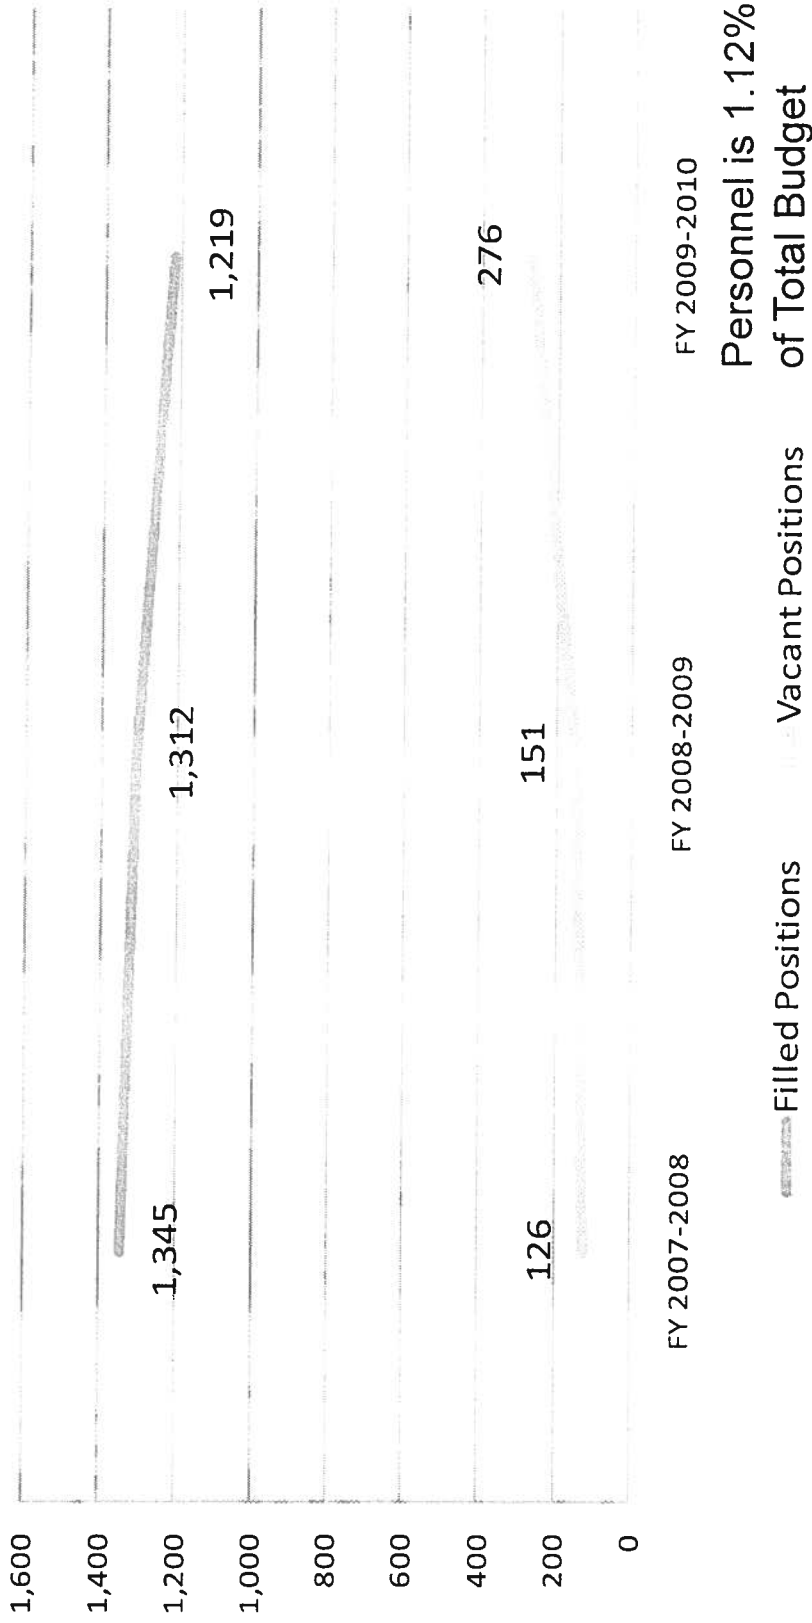 1,600
1,400
1,200
1,000
800
600
400
200
0
1,345
1,312
1,219
126
151
276
FY 2007-2008
FY 2008-2009
FY 2009-2010
Filled Positions
Vacant Positions
Personnel is 1.12%
of Total Budget